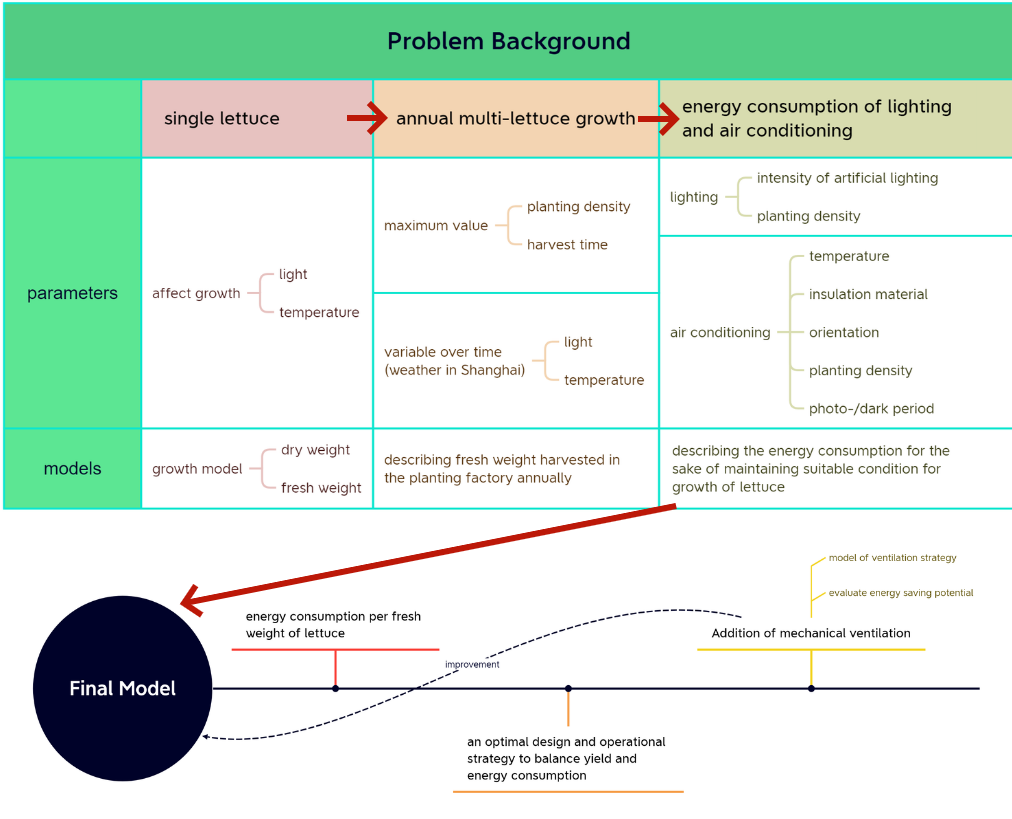 Problem Background
single lettuce
annual multi-lettuce growth
energy consumption of lighting
and air conditioning
parameters
affect growth
light
temperature
maximum value
planting density
harvest time
variable over time
(weather in Shanghai)
light
temperature
lighting
intensity of artificial lighting
planting density
air conditioning
temperature
insulation material
orientation
planting density
photo-/dark period
models
growth model
dry weight
fresh weight
describing fresh weight harvested in
the planting factory annually
describing the energy consumption for the
sake of maintaining suitable condition for
growth of lettuce
Final Model
energy consumption per fresh
weight of lettuce
improvement
an optimal design and operational
strategy to balance yield and
energy consumption
model of ventilation strategy
evaluate energy saving potential
Addition of mechanical ventilation